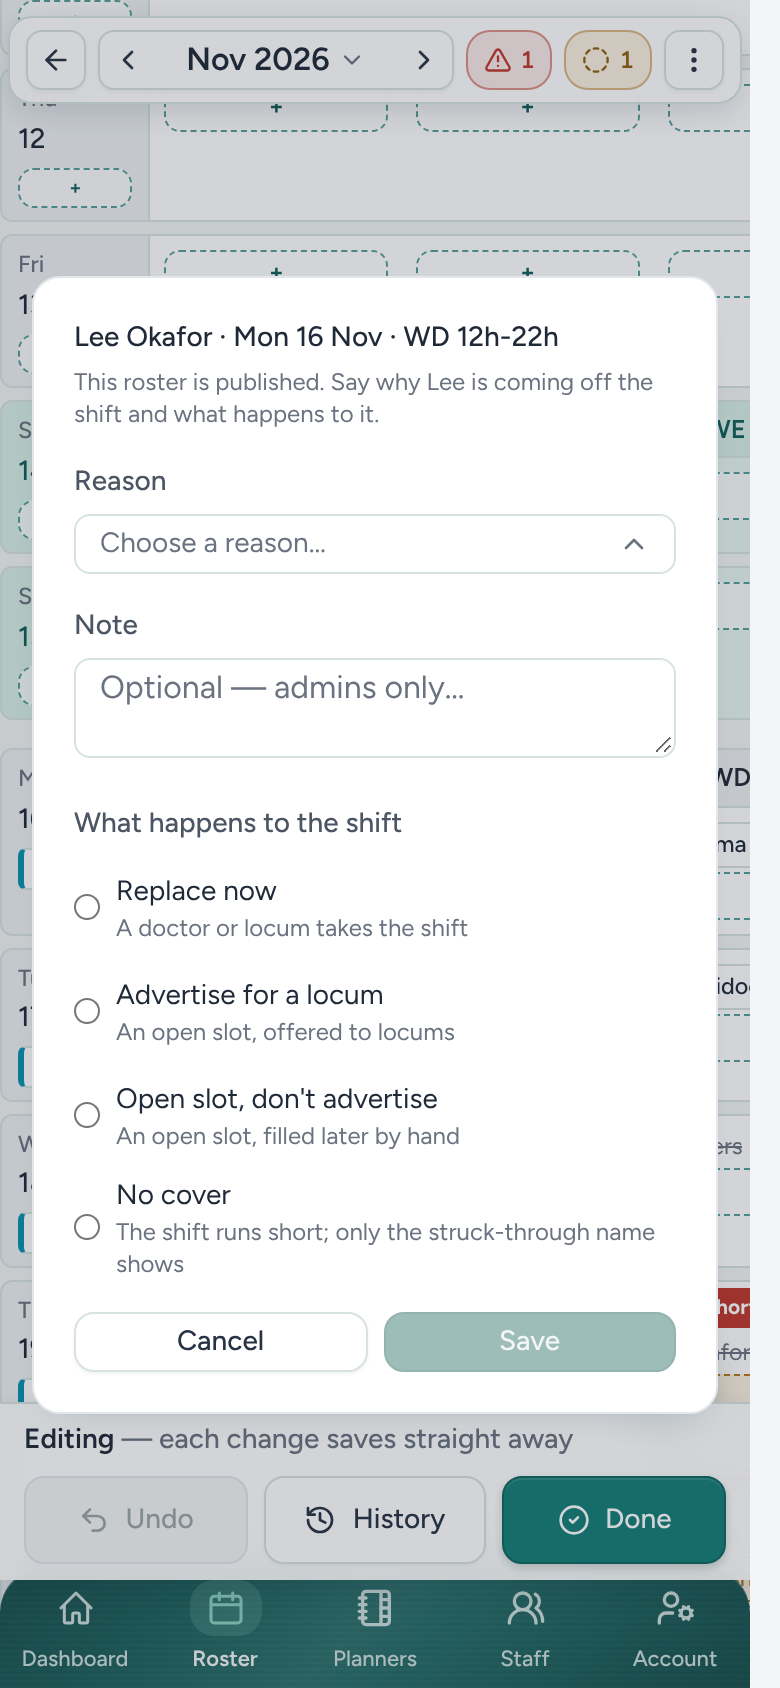 Nov 2026
1
1
12
+
+
+
Fri
+
+
Lee Okafor · Mon 16 Nov · WD 12h-22h
This roster is published. Say why Lee is coming off the
shift and what happens to it.
Reason
Choose a reason...
Note
Optional — admins only...
What happens to the shift
Replace now
A doctor or locum takes the shift
Advertise for a locum
An open slot, offered to locums
Open slot, don't advertise
An open slot, filled later by hand
No cover
The shift runs short; only the struck-through name
shows
Cancel
Save
Editing — each change saves straight away
Undo
History
Done
Dashboard
Roster
Planners
Staff
Account